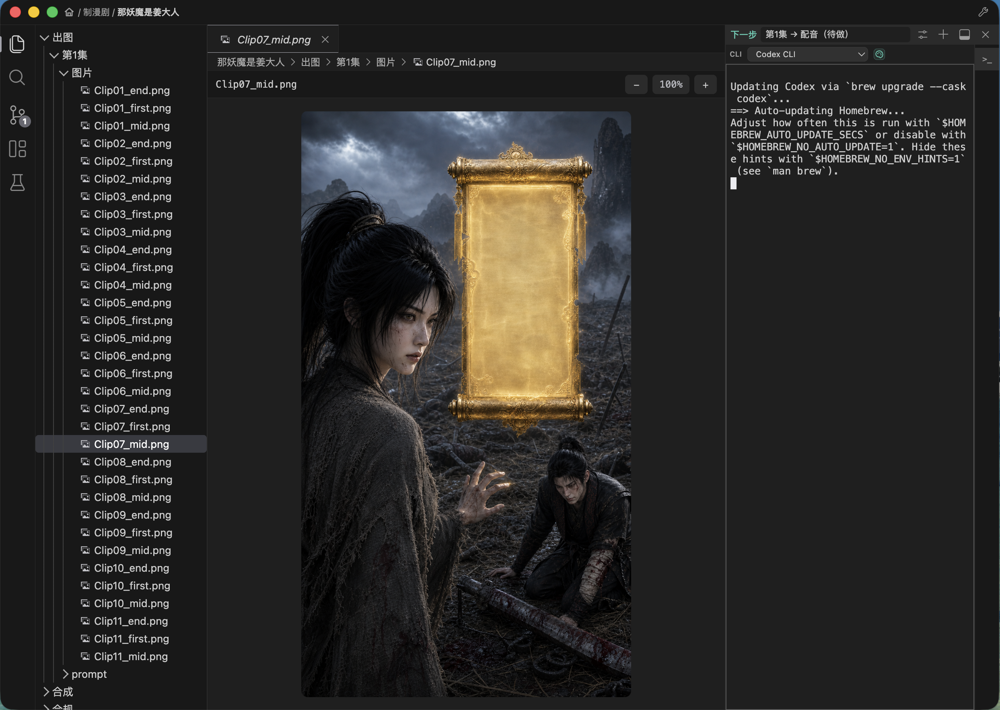 / 制漫剧 / 那妖魔是姜大人
1
出图
第1集
图片
Clip01_end.png
Clip01_first.png
Clip01_mid.png
Clip02_end.png
Clip02_first.png
Clip02_mid.png
Clip03_end.png
Clip03_first.png
Clip03_mid.png
Clip04_end.png
Clip04_first.png
Clip04_mid.png
Clip05_end.png
Clip05_first.png
Clip05_mid.png
Clip06_end.png
Clip06_first.png
Clip06_mid.png
Clip07_end.png
Clip07_first.png
Clip07_mid.png
Clip08_end.png
Clip08_first.png
Clip08_mid.png
Clip09_end.png
Clip09_first.png
Clip09_mid.png
Clip10_end.png
Clip10_first.png
Clip10_mid.png
Clip11_end.png
Clip11_first.png
Clip11_mid.png
prompt
合成
合规
Clip07_mid.png
那妖魔是姜大人 > 出图 > 第1集 > 图片 > Clip07_mid.png
Clip07_mid.png
− 100% +
下一步 第1集 → 配音（待做）
CLI Codex CLI
>_
Updating Codex via `brew upgrade --cask
 codex`...
==> Auto-updating Homebrew...
Adjust how often this is run with `$HOM
EBREW_AUTO_UPDATE_SECS` or disable with
`$HOMEBREW_NO_AUTO_UPDATE=1`. Hide thes
e hints with `$HOMEBREW_NO_ENV_HINTS=1`
 (see `man brew`).